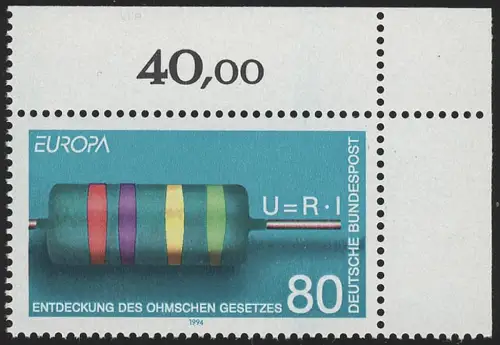 40,00
EUROPA
U=R·I
DEUTSCHE BUNDESPOST
ENTDECKUNG DES OHMSCHEN GESETZES 80
1994